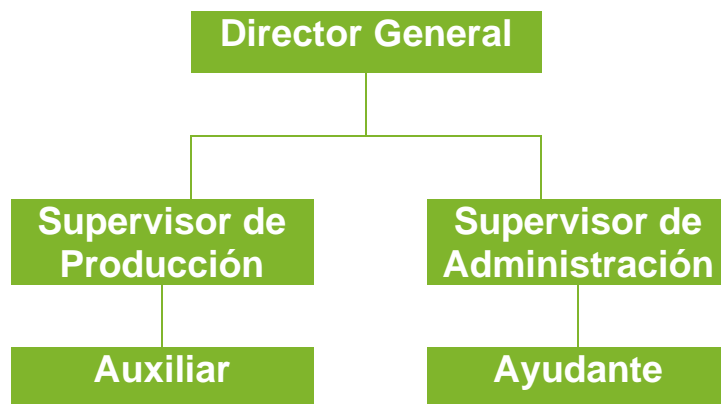 Director General
Supervisor de
Producción
Supervisor de
Administración
Auxiliar
Ayudante